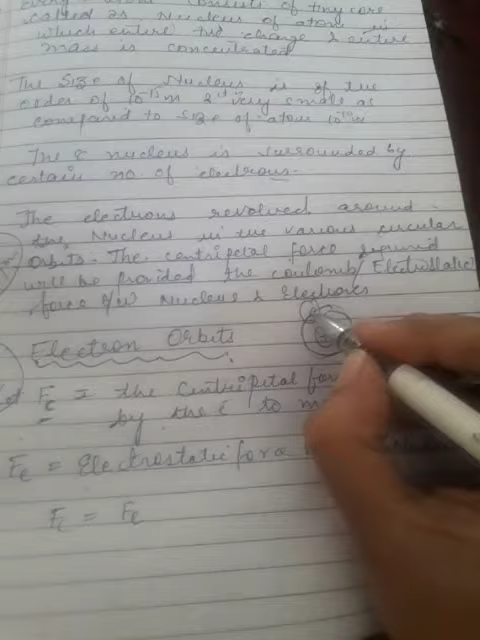 consists of tiny core
called as Nucleus of atom in
which entire +ve charge & entire
mass is concentrated
The Size of Nucleus is of the
order of 10⁻¹⁵m & it very small as
compared to size of atom 10⁻¹⁰m
The nucleus is surrounded by
certain no. of electrons.
The electrons revolved around
the Nucleus in the various circular
orbits. The centripetal force required
will be provided the coulomb/Electrostatic
force b/w Nucleus & Electrons
Electron Orbits
Let Fc = the Centripetal for
by the e⁻ to m
Fe = Electrostatic force
Fc = Fe